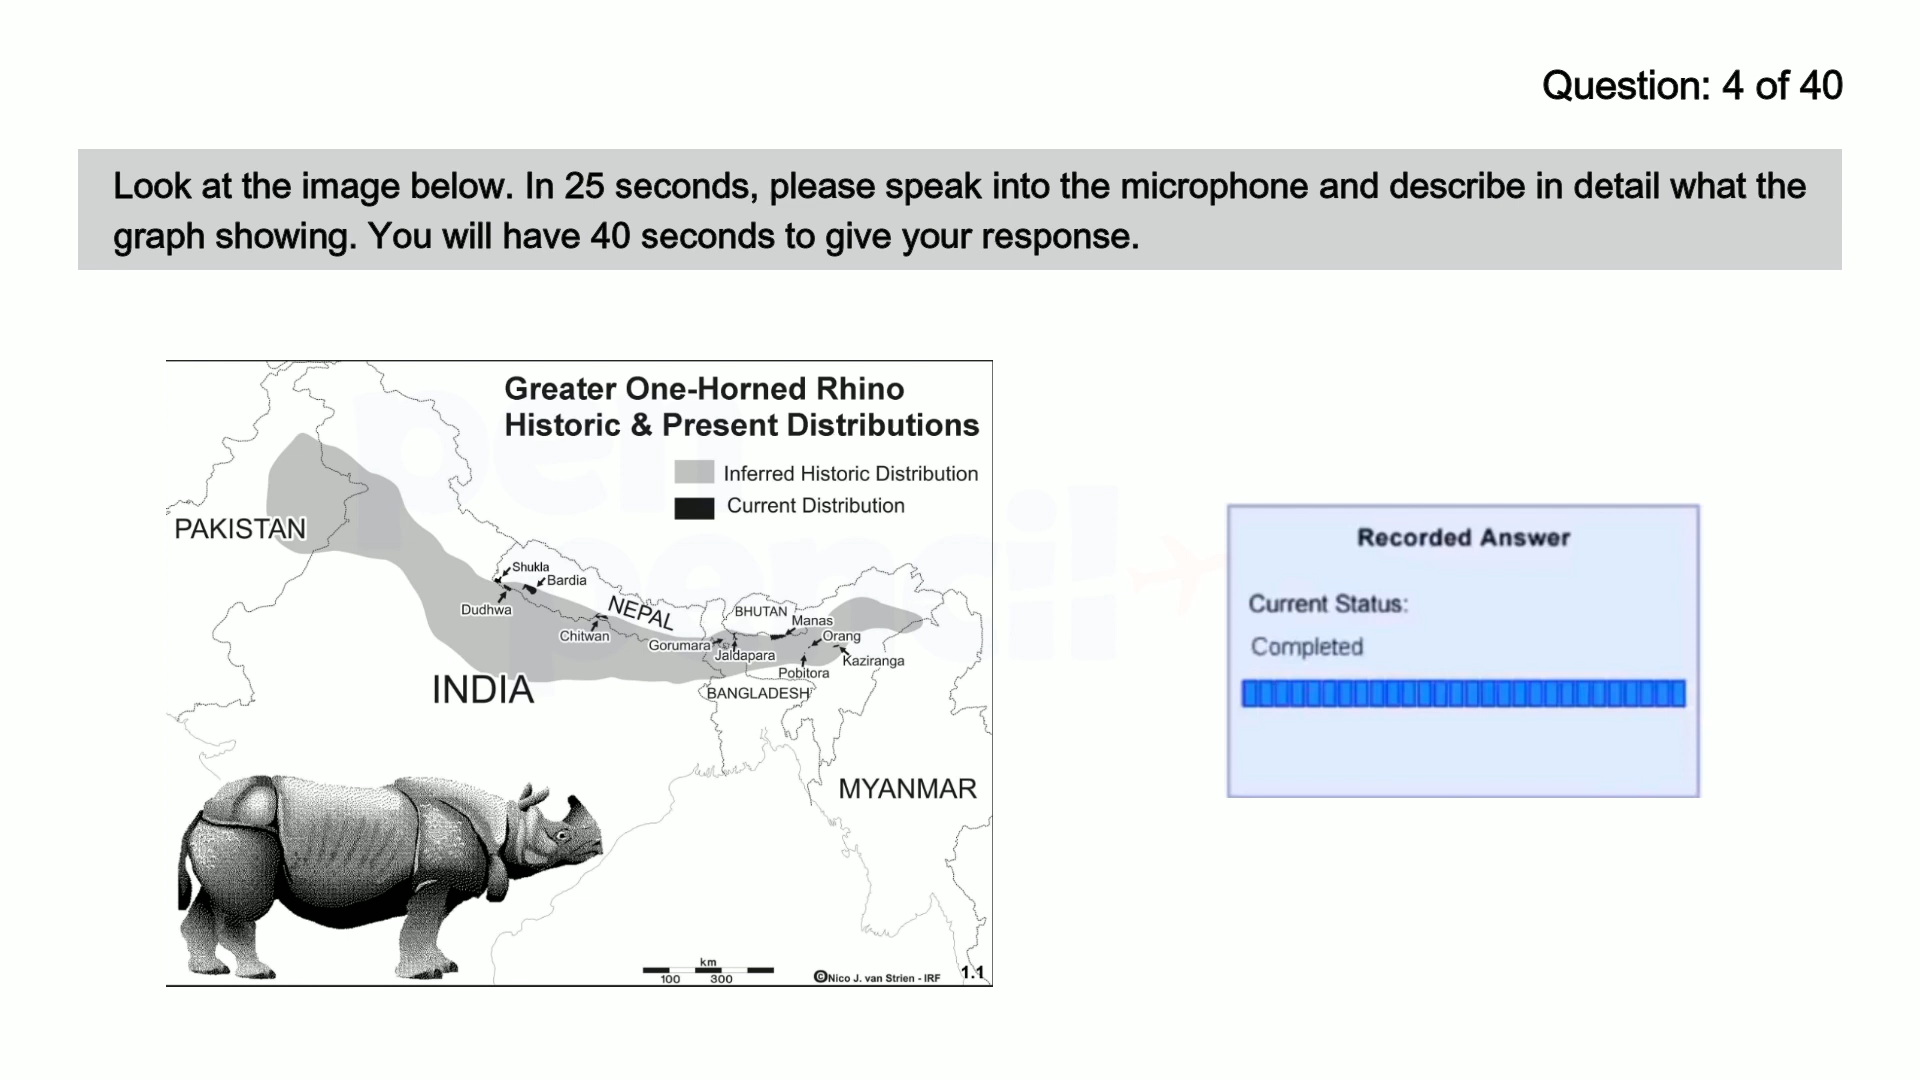 Question: 4 of 40
Look at the image below. In 25 seconds, please speak into the microphone and describe in detail what the
graph showing. You will have 40 seconds to give your response.
Greater One-Horned Rhino
Historic & Present Distributions
Inferred Historic Distribution
Current Distribution
PAKISTAN
Shukla
Bardia
Dudhwa
NEPAL
Chitwan
BHUTAN
Manas
Orang
Gorumara
Jaldapara
Kaziranga
Pobitora
INDIA
BANGLADESH
MYANMAR
km
100 300
©Nico J. van Strien - IRF
1.1
Recorded Answer
Current Status:
Completed
pen
pencil